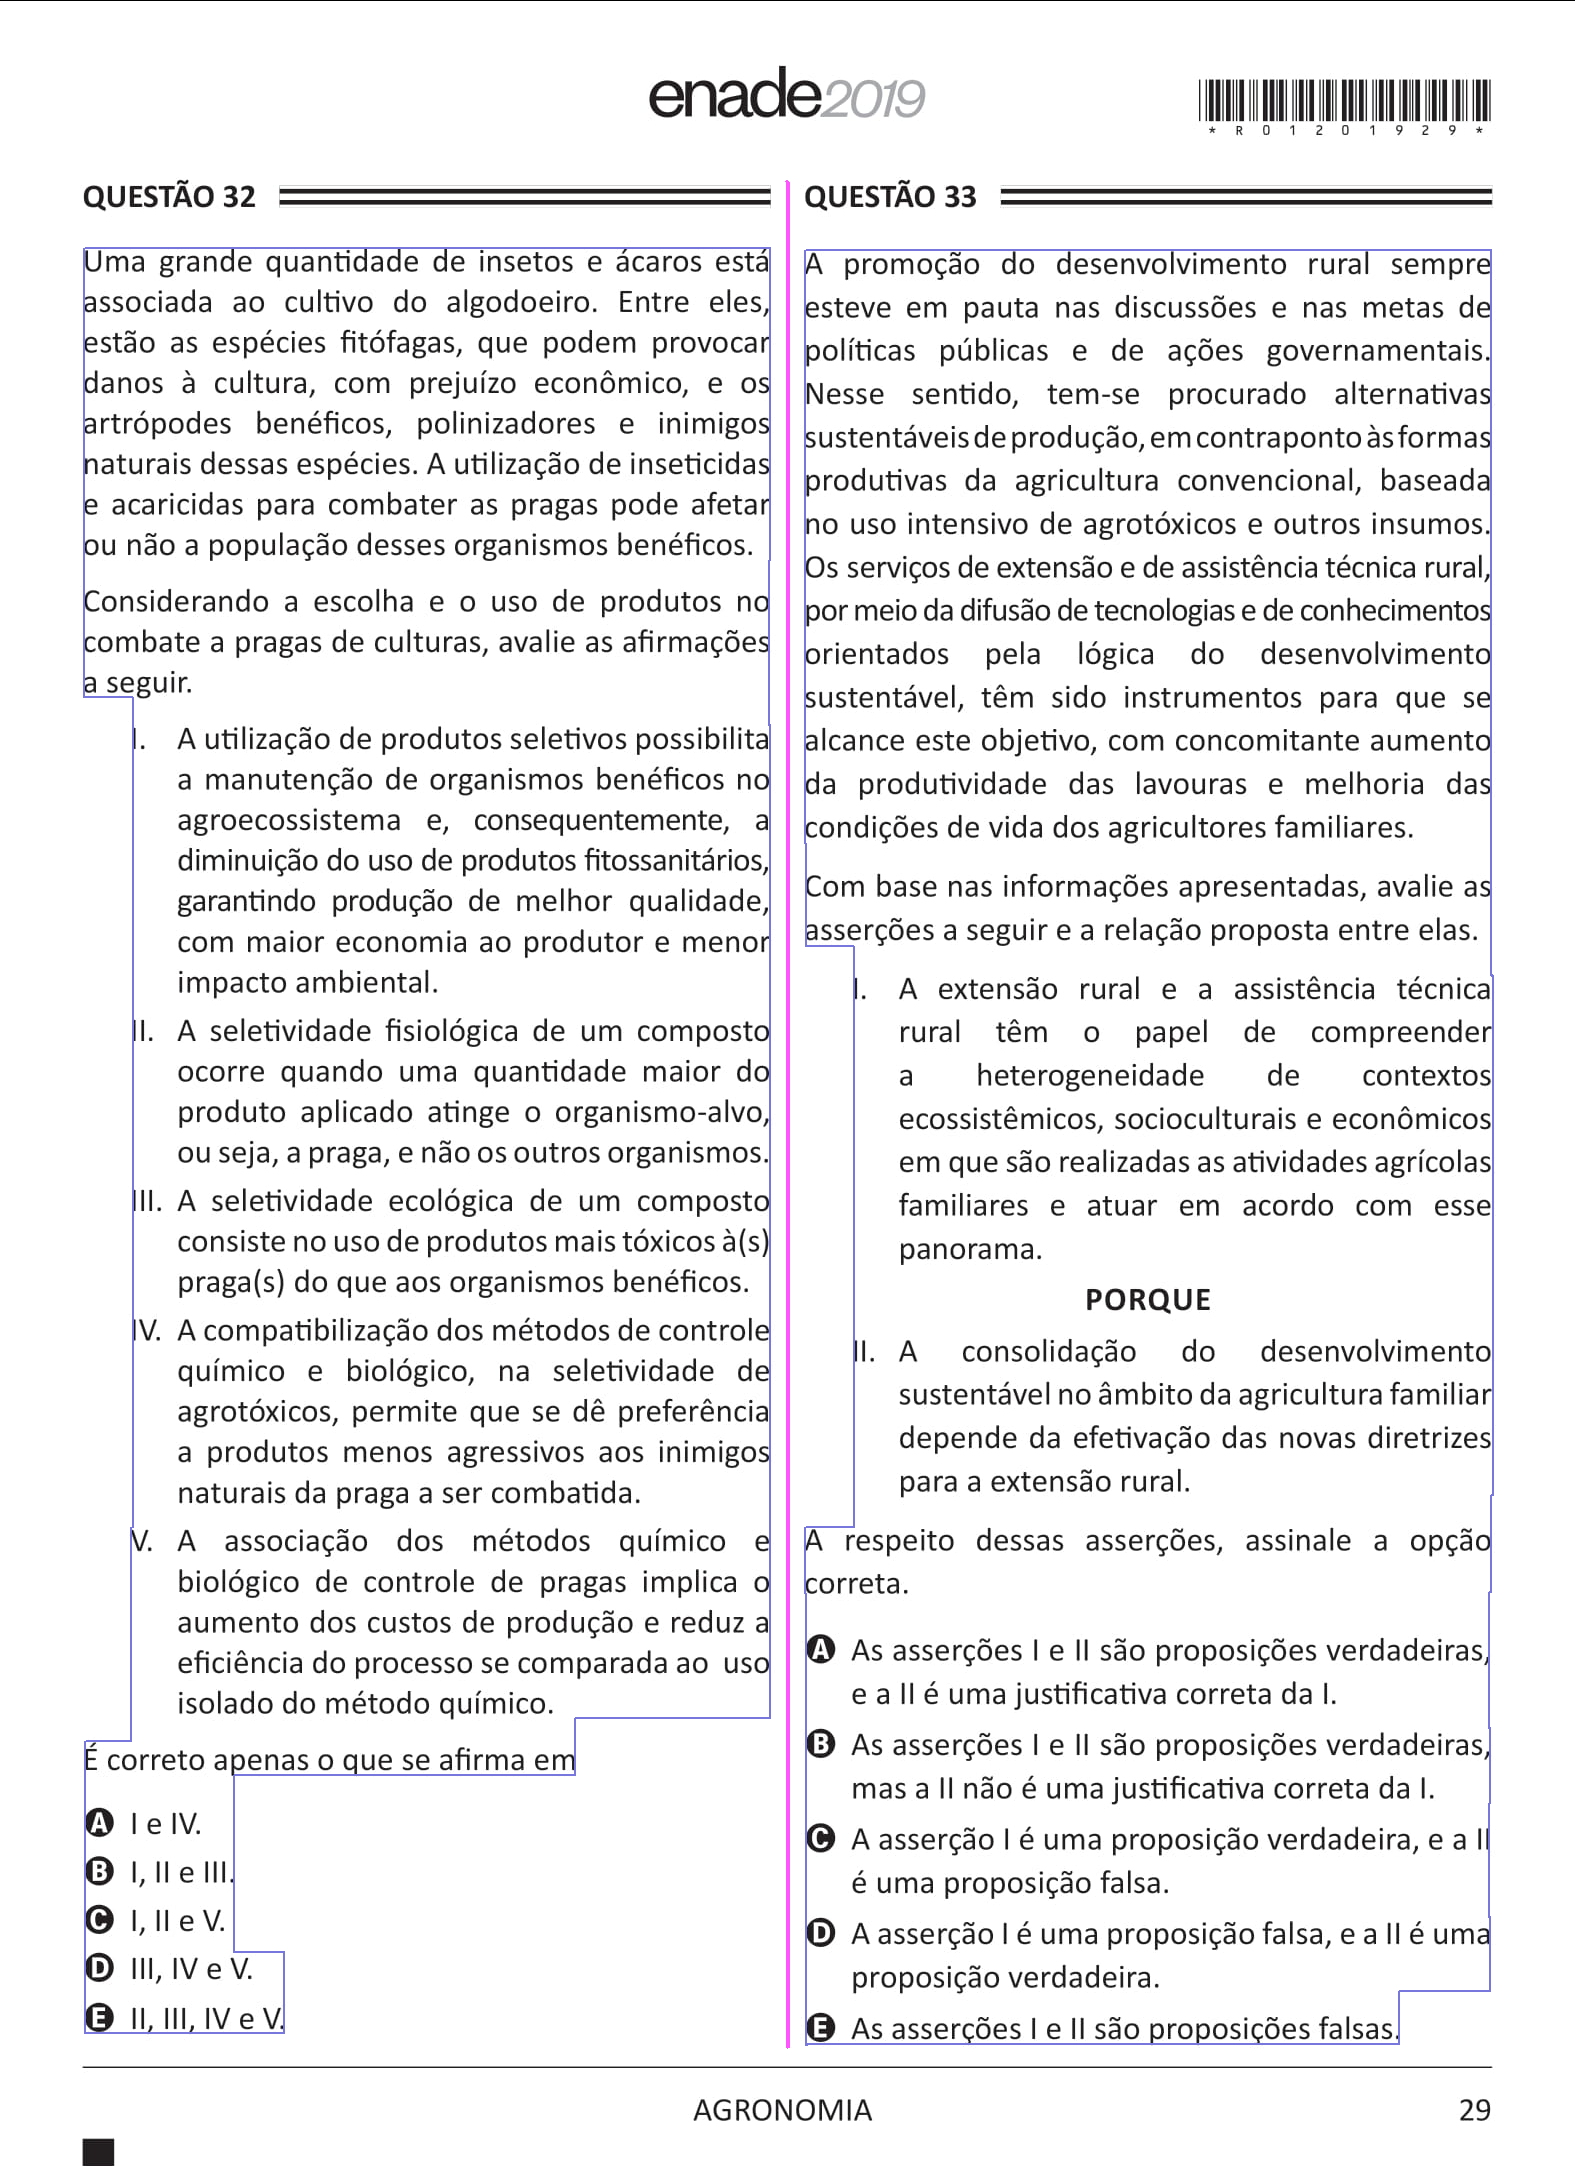 enade2019
*R01201929*
QUESTÃO 32
Uma grande quantidade de insetos e ácaros está
associada ao cultivo do algodoeiro. Entre eles,
estão as espécies fitófagas, que podem provocar
danos à cultura, com prejuízo econômico, e os
artrópodes benéficos, polinizadores e inimigos
naturais dessas espécies. A utilização de inseticidas
e acaricidas para combater as pragas pode afetar
ou não a população desses organismos benéficos.
Considerando a escolha e o uso de produtos no
combate a pragas de culturas, avalie as afirmações
a seguir.
I. A utilização de produtos seletivos possibilita
a manutenção de organismos benéficos no
agroecossistema e, consequentemente, a
diminuição do uso de produtos fitossanitários,
garantindo produção de melhor qualidade,
com maior economia ao produtor e menor
impacto ambiental.
II. A seletividade fisiológica de um composto
ocorre quando uma quantidade maior do
produto aplicado atinge o organismo-alvo,
ou seja, a praga, e não os outros organismos.
III. A seletividade ecológica de um composto
consiste no uso de produtos mais tóxicos à(s)
praga(s) do que aos organismos benéficos.
IV. A compatibilização dos métodos de controle
químico e biológico, na seletividade de
agrotóxicos, permite que se dê preferência
a produtos menos agressivos aos inimigos
naturais da praga a ser combatida.
V. A associação dos métodos químico e
biológico de controle de pragas implica o
aumento dos custos de produção e reduz a
eficiência do processo se comparada ao uso
isolado do método químico.
É correto apenas o que se afirma em
A I e IV.
B I, II e III.
C I, II e V.
D III, IV e V.
E II, III, IV e V.
QUESTÃO 33
A promoção do desenvolvimento rural sempre
esteve em pauta nas discussões e nas metas de
políticas públicas e de ações governamentais.
Nesse sentido, tem-se procurado alternativas
sustentáveis de produção, em contraponto às formas
produtivas da agricultura convencional, baseada
no uso intensivo de agrotóxicos e outros insumos.
Os serviços de extensão e de assistência técnica rural,
por meio da difusão de tecnologias e de conhecimentos
orientados pela lógica do desenvolvimento
sustentável, têm sido instrumentos para que se
alcance este objetivo, com concomitante aumento
da produtividade das lavouras e melhoria das
condições de vida dos agricultores familiares.
Com base nas informações apresentadas, avalie as
asserções a seguir e a relação proposta entre elas.
I. A extensão rural e a assistência técnica
rural têm o papel de compreender
a heterogeneidade de contextos
ecossistêmicos, socioculturais e econômicos
em que são realizadas as atividades agrícolas
familiares e atuar em acordo com esse
panorama.
PORQUE
II. A consolidação do desenvolvimento
sustentável no âmbito da agricultura familiar
depende da efetivação das novas diretrizes
para a extensão rural.
A respeito dessas asserções, assinale a opção
correta.
A As asserções I e II são proposições verdadeiras,
e a II é uma justificativa correta da I.
B As asserções I e II são proposições verdadeiras,
mas a II não é uma justificativa correta da I.
C A asserção I é uma proposição verdadeira, e a II
é uma proposição falsa.
D A asserção I é uma proposição falsa, e a II é uma
proposição verdadeira.
E As asserções I e II são proposições falsas.
AGRONOMIA
29